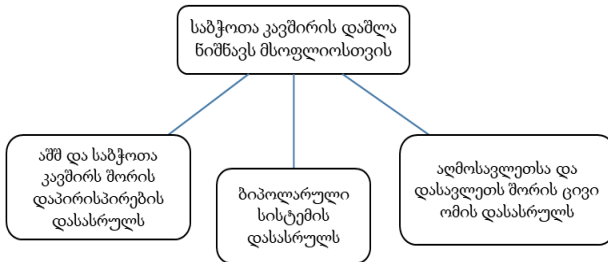 საბჭოთა კავშირის დაშლა
ნიშნავს მსოფლიოსთვის
აშშ და საბჭოთა
კავშირს შორის
დაპირისპირების
დასასრულს
ბიპოლარული
სისტემის
დასასრულს
აღმოსავლეთსა და
დასავლეთს შორის ცივი
ომის დასასრულს